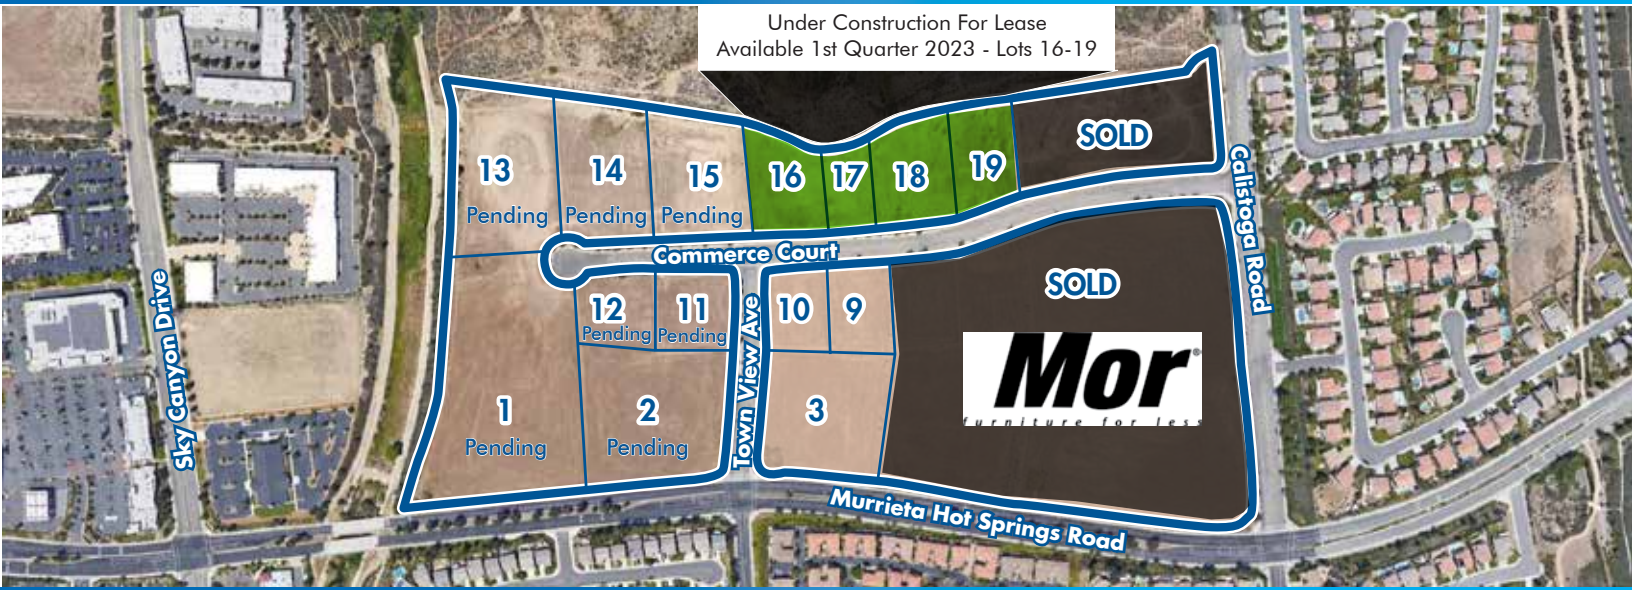 Under Construction For Lease
Available 1st Quarter 2023 - Lots 16-19
13
Pending
14
Pending
15
Pending
16
17
18
19
SOLD
Commerce Court
Calistoga Road
12
Pending
11
Pending
10
9
SOLD
Sky Canyon Drive
Town View Ave
1
Pending
2
Pending
3
Mor®
furniture for less
Murrieta Hot Springs Road